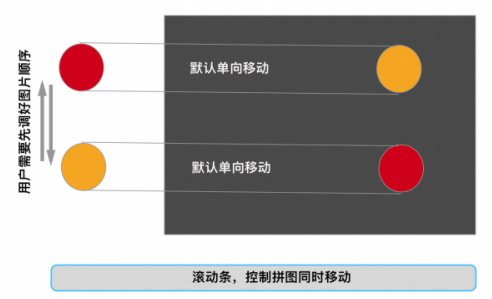 用户需要先调好图片顺序
默认单向移动
默认单向移动
滚动条，控制拼图同时移动